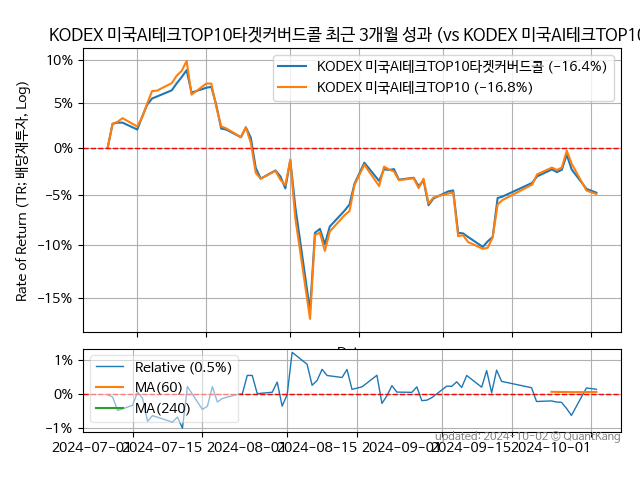 KODEX 미국AI테크TOP10타겟커버드콜 최근 3개월 성과 (vs KODEX 미국AI테크TOP10
10%
5%
0%
−5%
−10%
−15%
Rate of Return (TR: 배당재투자, Log)
KODEX 미국AI테크TOP10타겟커버드콜 (−16.4%)
KODEX 미국AI테크TOP10 (−16.8%)
1%
0%
−1%
Relative (0.5%)
MA(60)
MA(240)
updated: 2024-10-02 © QuantKang
2024-07-01
2024-07-15
2024-08-01
2024-08-15
2024-09-01
2024-09-15
2024-10-01